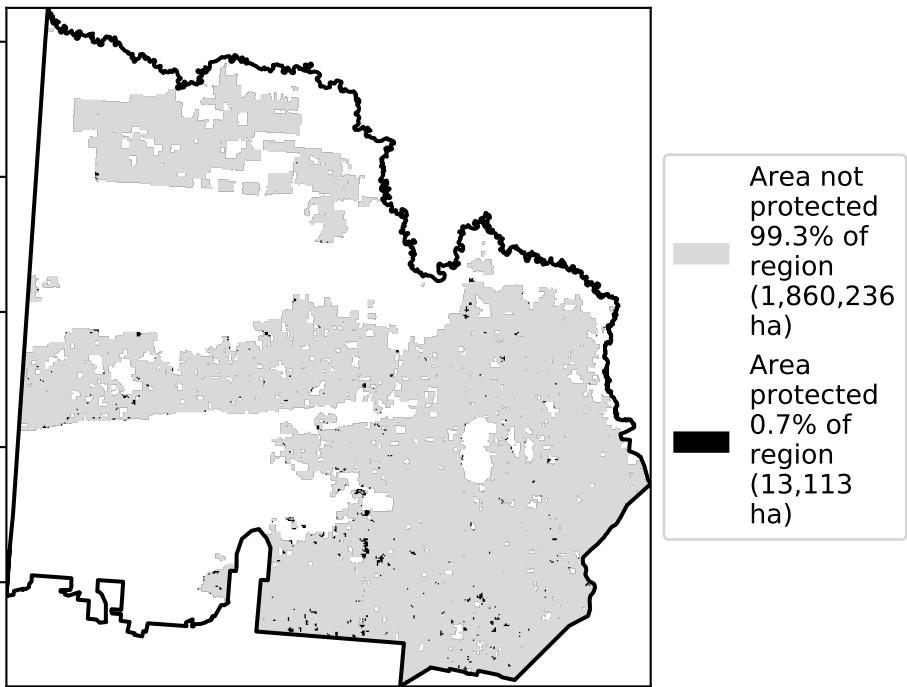 Area not
protected
99.3% of
region
(1,860,236
ha)
Area
protected
0.7% of
region
(13,113
ha)